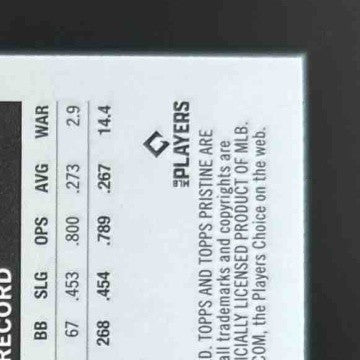 RECORD
BB SLG OPS AVG WAR
67 .453 .800 .273 2.9
268 .454 .789 .267 14.4
PLAYERS
D. TOPPS AND TOPPS PRISTINE ARE
all trademarks and copyrights are
ICIALLY LICENSED PRODUCT OF MLB.
COM, the Players Choice on the web.